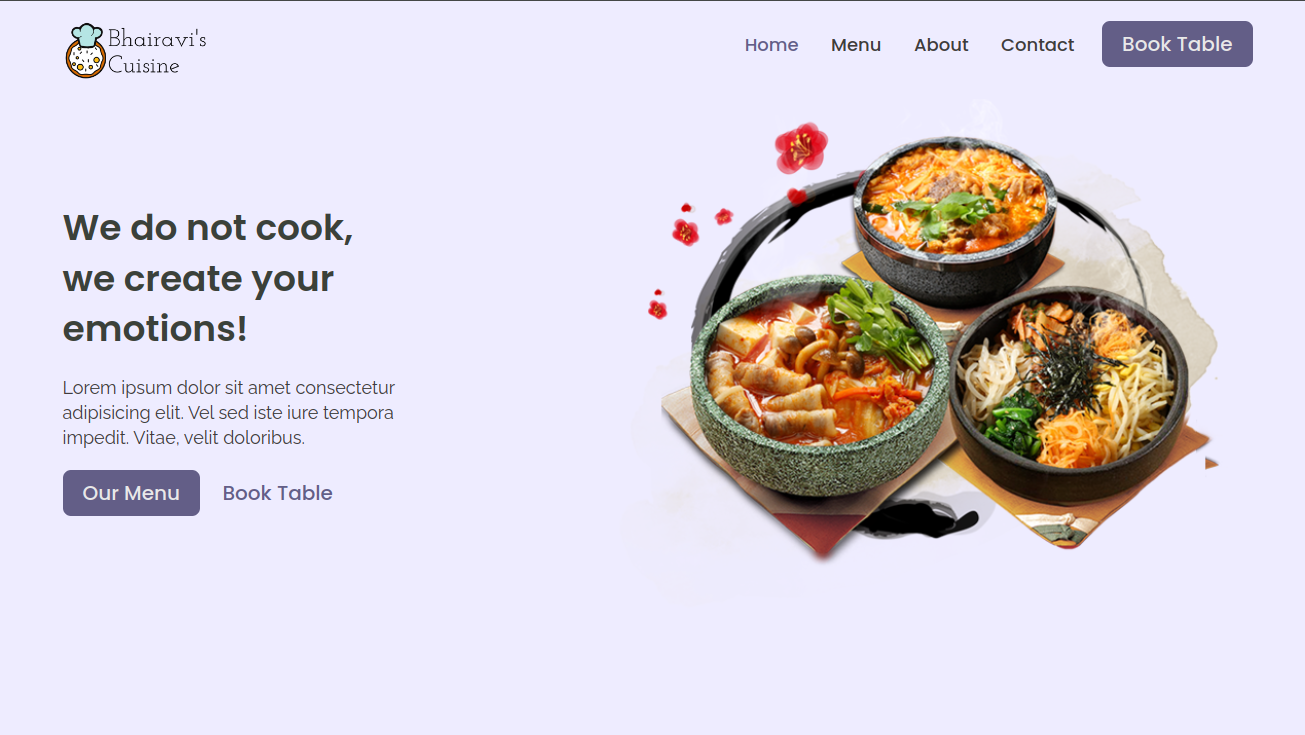 Bhairavi's
Cuisine
Home Menu About Contact Book Table
We do not cook,
we create your
emotions!
Lorem ipsum dolor sit amet consectetur
adipisicing elit. Vel sed iste iure tempora
impedit. Vitae, velit doloribus.
Our Menu Book Table